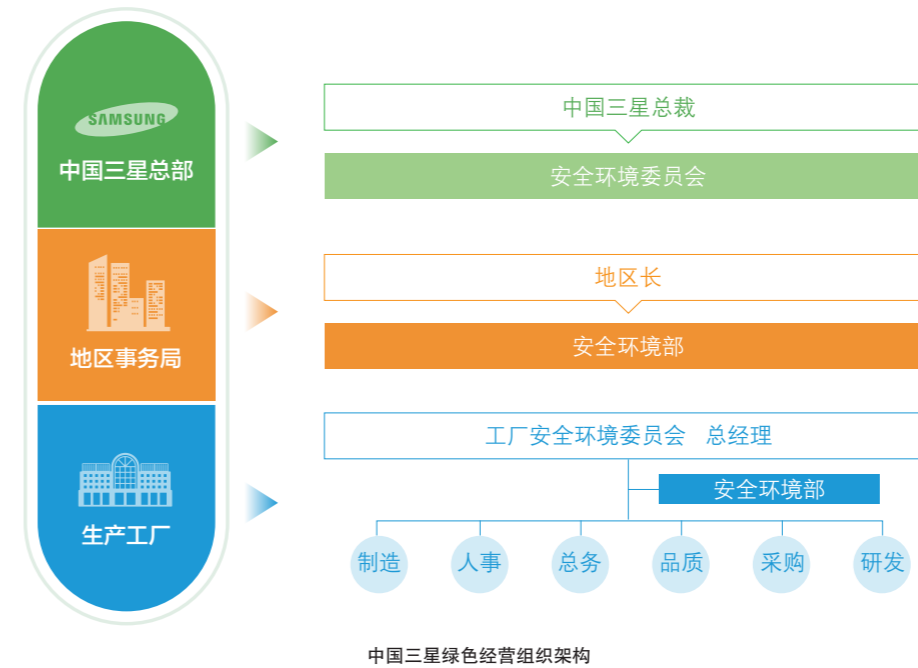 SAMSUNG
中国三星总部
中国三星总裁
安全环境委员会
地区事务局
地区长
安全环境部
生产工厂
工厂安全环境委员会 总经理
安全环境部
制造 人事 总务 品质 采购 研发
中国三星绿色经营组织架构